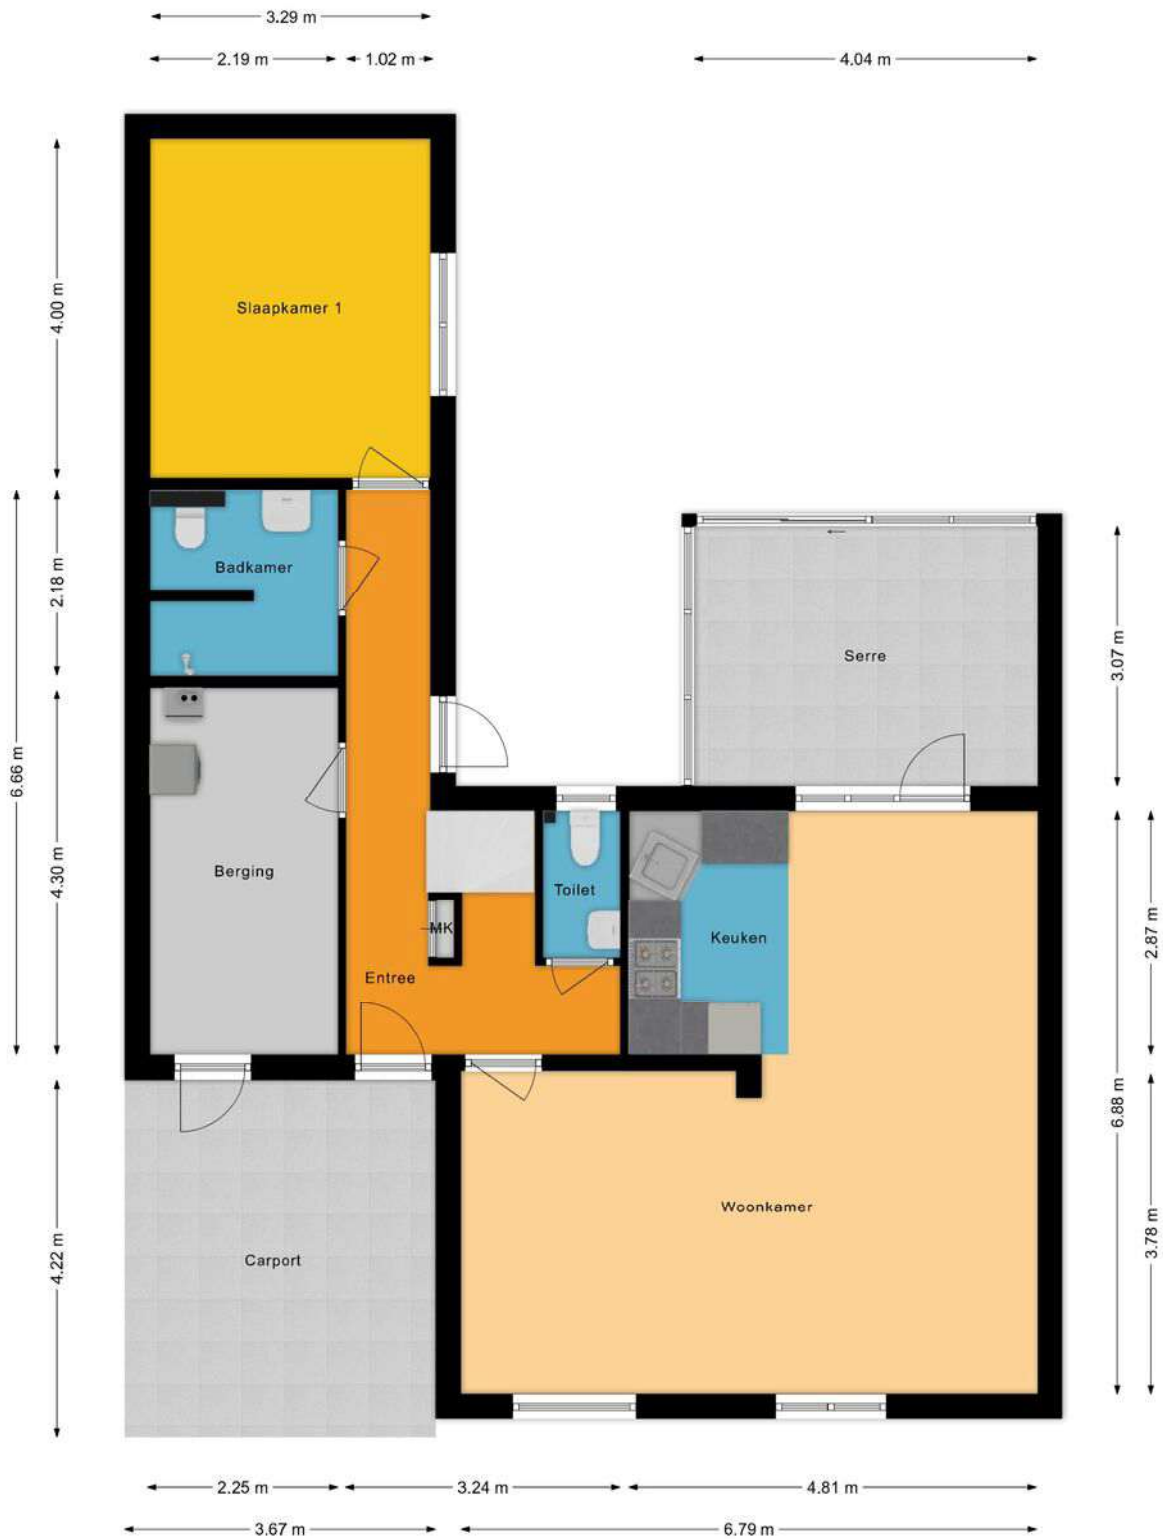 3.29 m
2.19 m
1.02 m
4.04 m
4.00 m
Slaapkamer 1
6.66 m
2.18 m
Badkamer
Serre
3.07 m
4.30 m
Berging
MK
Toilet
Keuken
2.87 m
Entree
6.88 m
Woonkamer
3.78 m
4.22 m
Carport
2.25 m
3.24 m
4.81 m
3.67 m
6.79 m